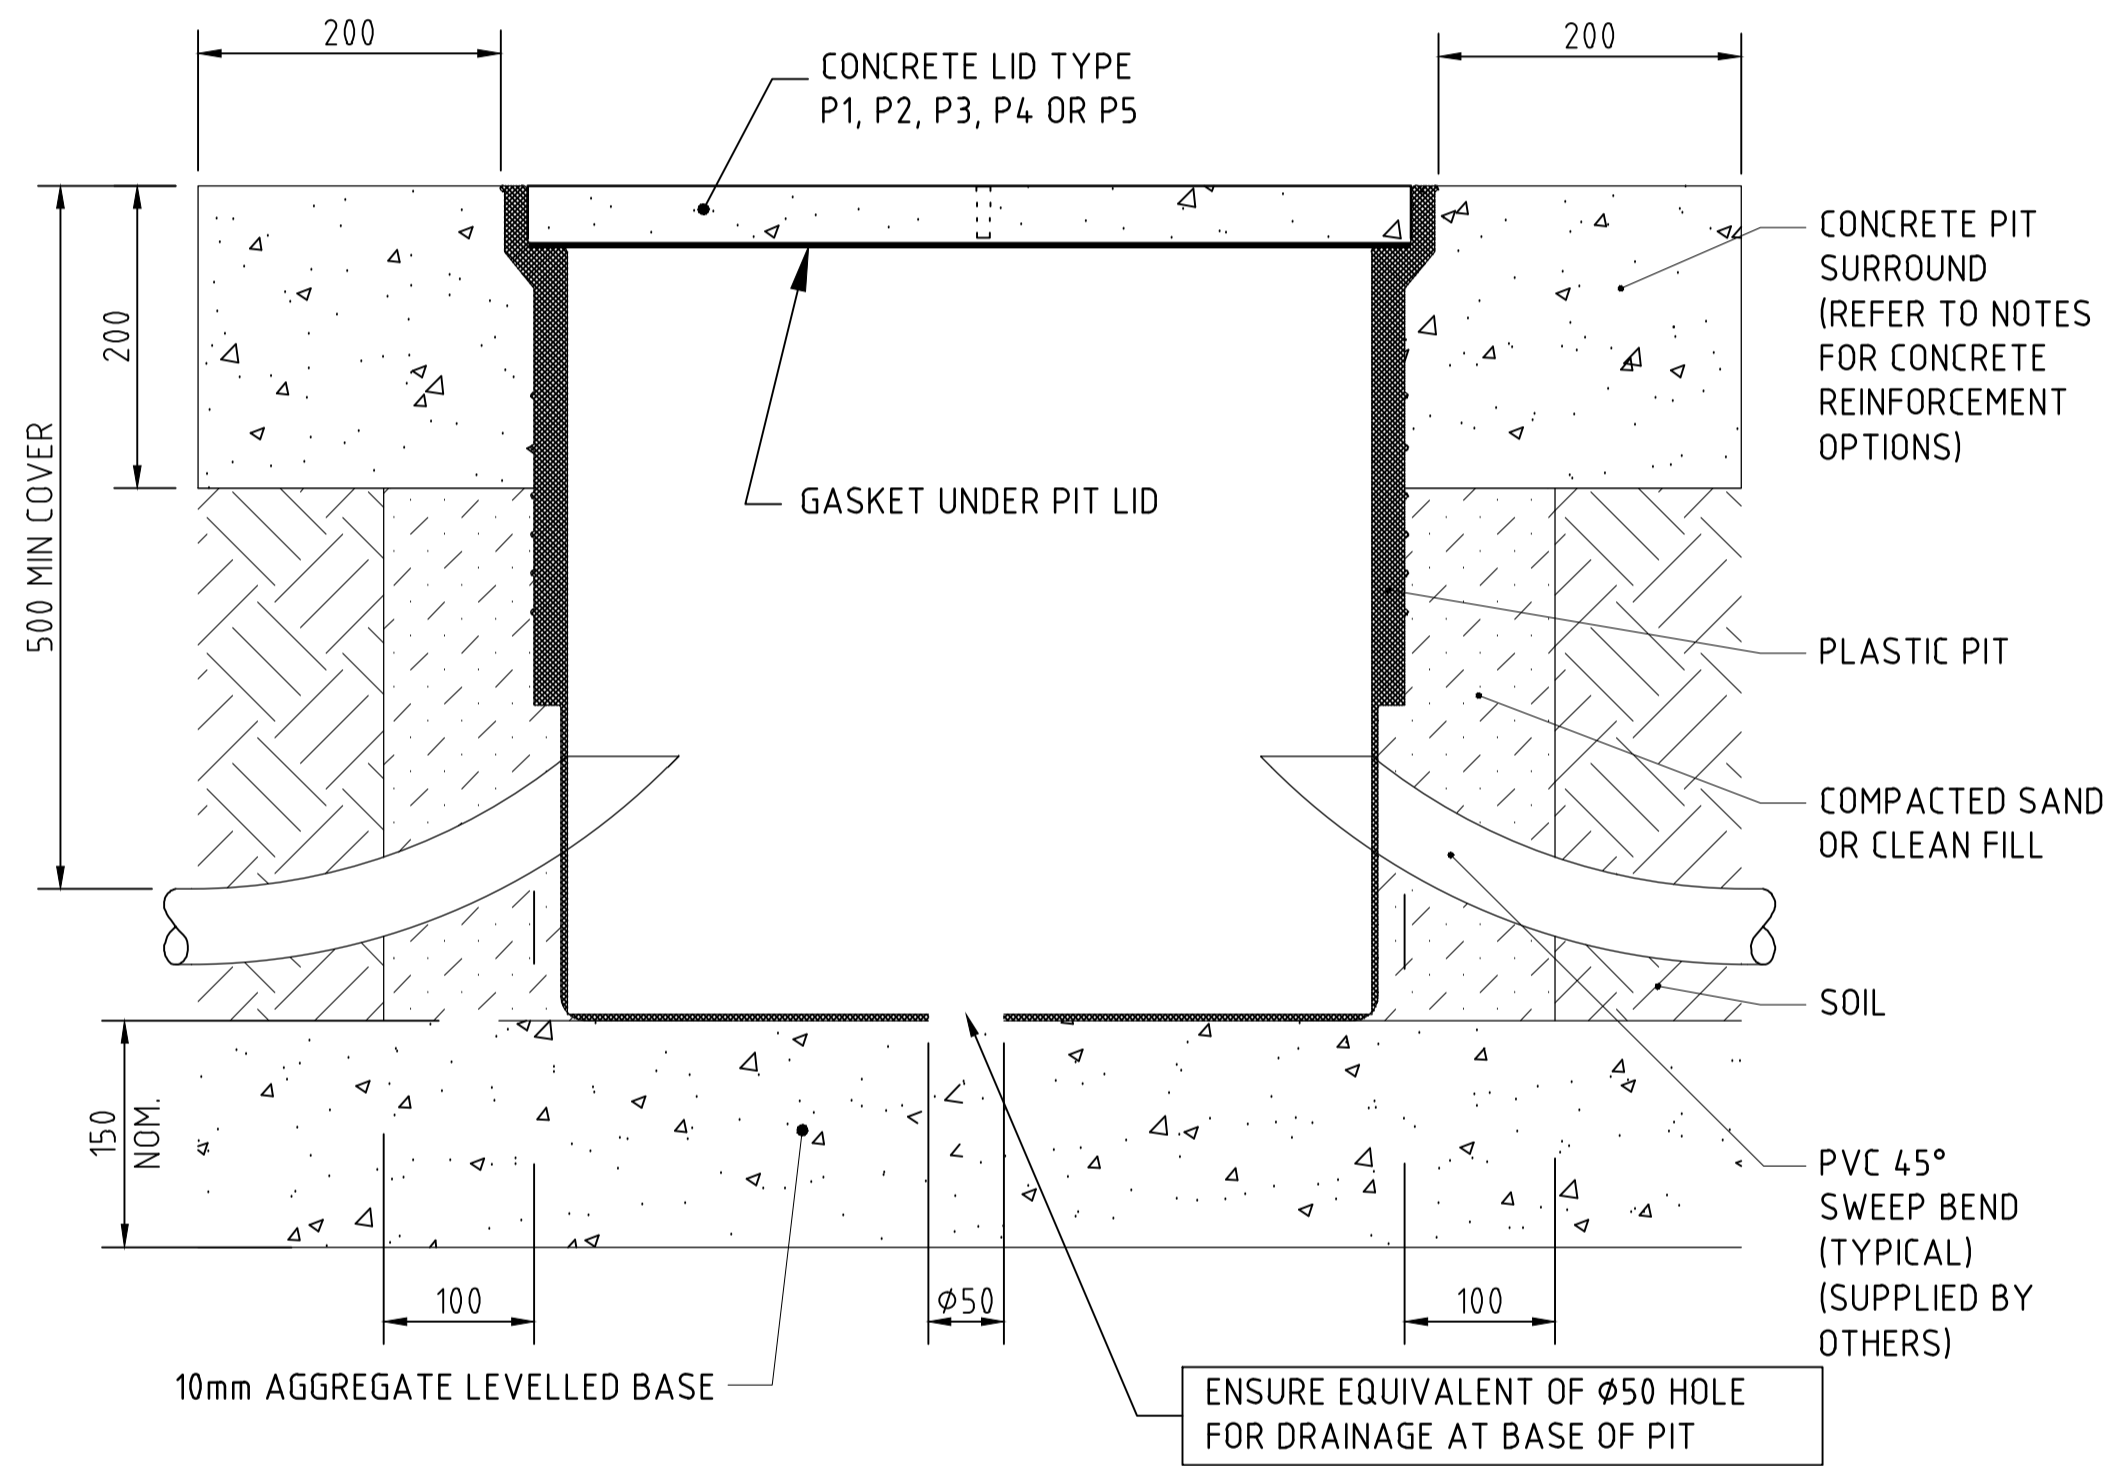 200
CONCRETE LID TYPE
P1, P2, P3, P4 OR P5
200
CONCRETE PIT
SURROUND
(REFER TO NOTES
FOR CONCRETE
REINFORCEMENT
OPTIONS)
200
500 MIN COVER
GASKET UNDER PIT LID
PLASTIC PIT
COMPACTED SAND
OR CLEAN FILL
SOIL
150
NOM.
PVC 45°
SWEEP BEND
(TYPICAL)
(SUPPLIED BY
OTHERS)
100
Ø50
100
10mm AGGREGATE LEVELLED BASE
ENSURE EQUIVALENT OF Ø50 HOLE
FOR DRAINAGE AT BASE OF PIT